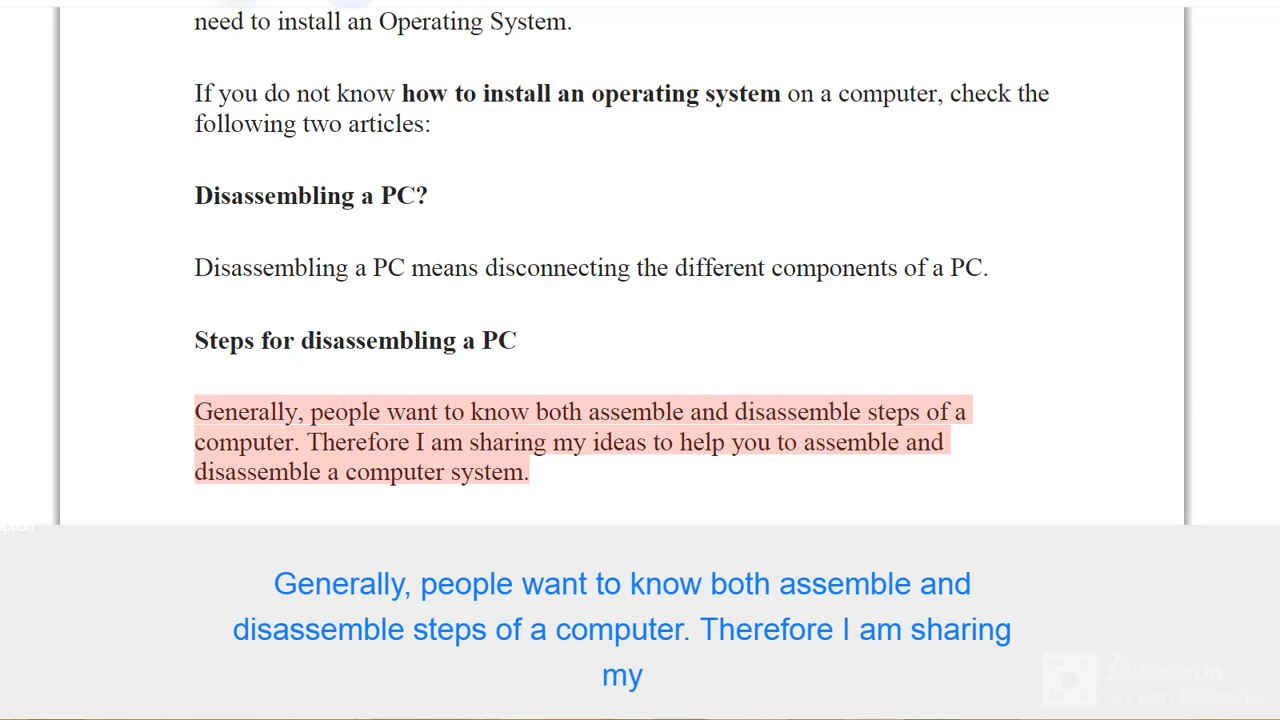 need to install an Operating System.
If you do not know how to install an operating system on a computer, check the
following two articles:
Disassembling a PC?
Disassembling a PC means disconnecting the different components of a PC.
Steps for disassembling a PC
Generally, people want to know both assemble and disassemble steps of a
computer. Therefore I am sharing my ideas to help you to assemble and
disassemble a computer system.
Generally, people want to know both assemble and
disassemble steps of a computer. Therefore I am sharing
my
Icecream
Screen Recorder